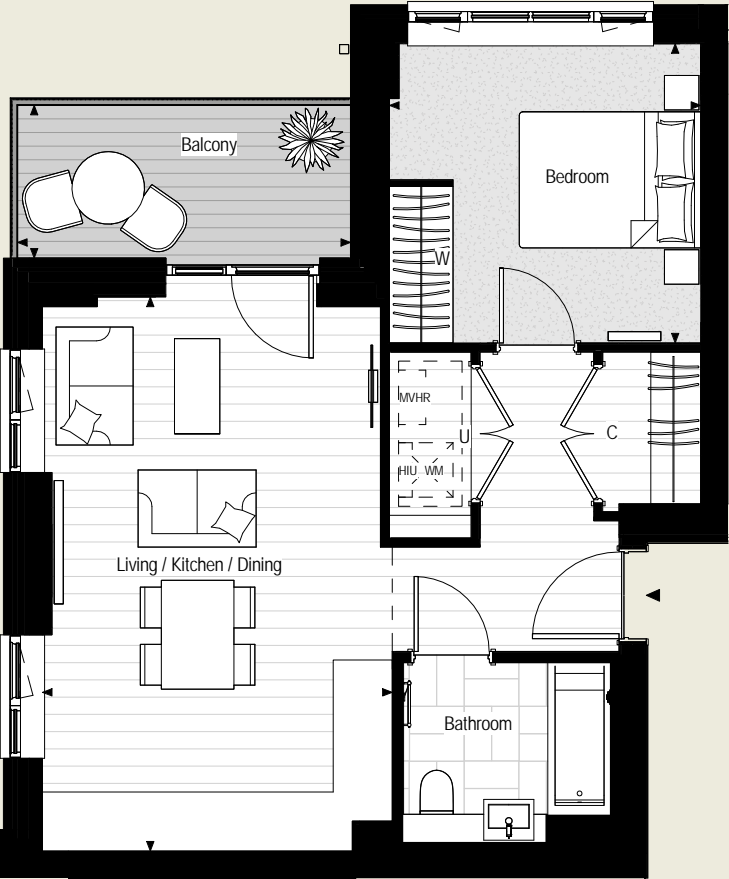 Balcony
Bedroom
W
MVHR
U
C
HIU WM
Living / Kitchen / Dining
Bathroom